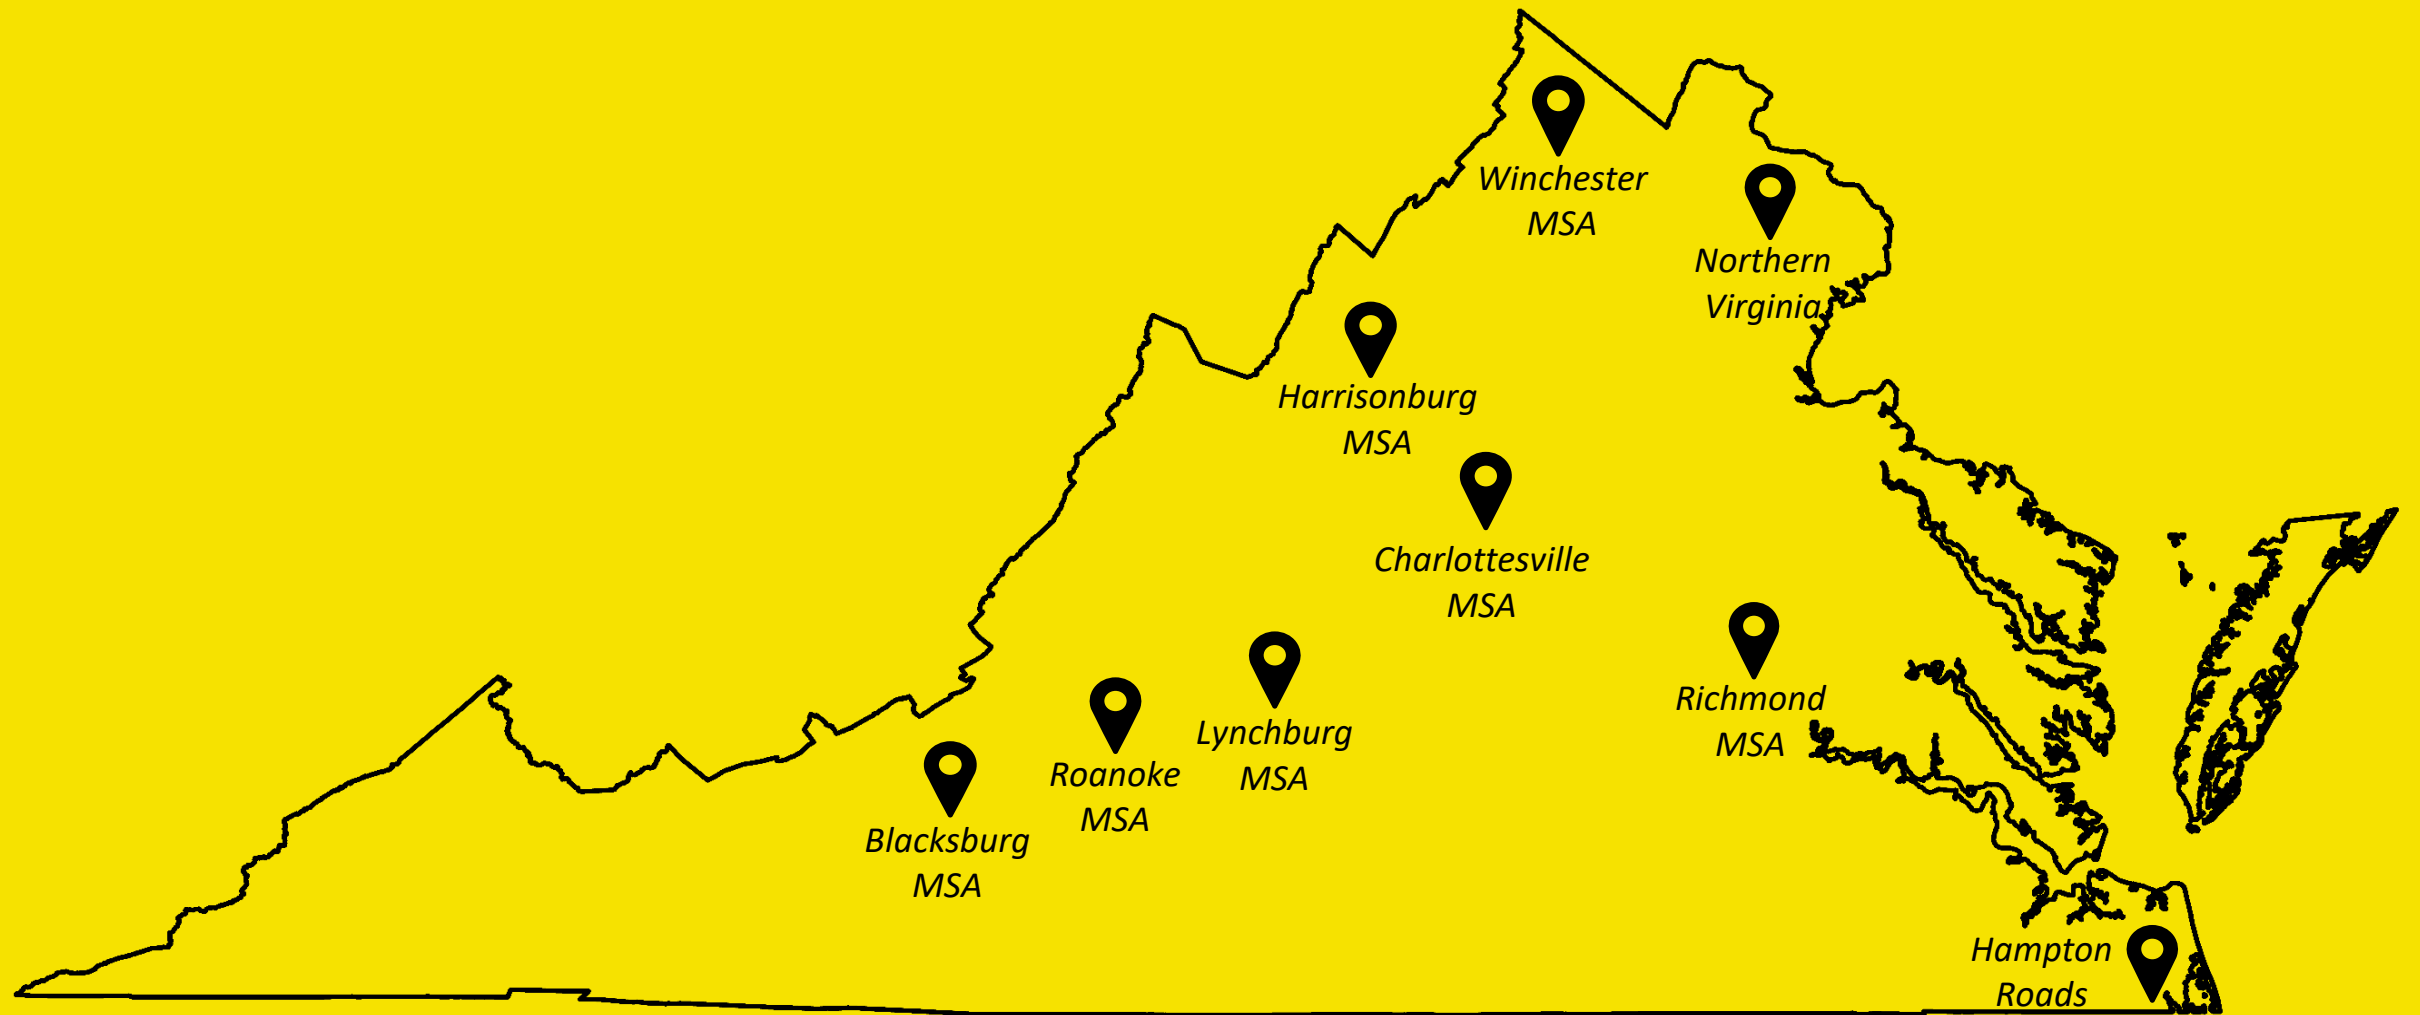 Winchester
MSA
Northern
Virginia
Harrisonburg
MSA
Charlottesville
MSA
Richmond
MSA
Lynchburg
MSA
Roanoke
MSA
Blacksburg
MSA
Hampton
Roads